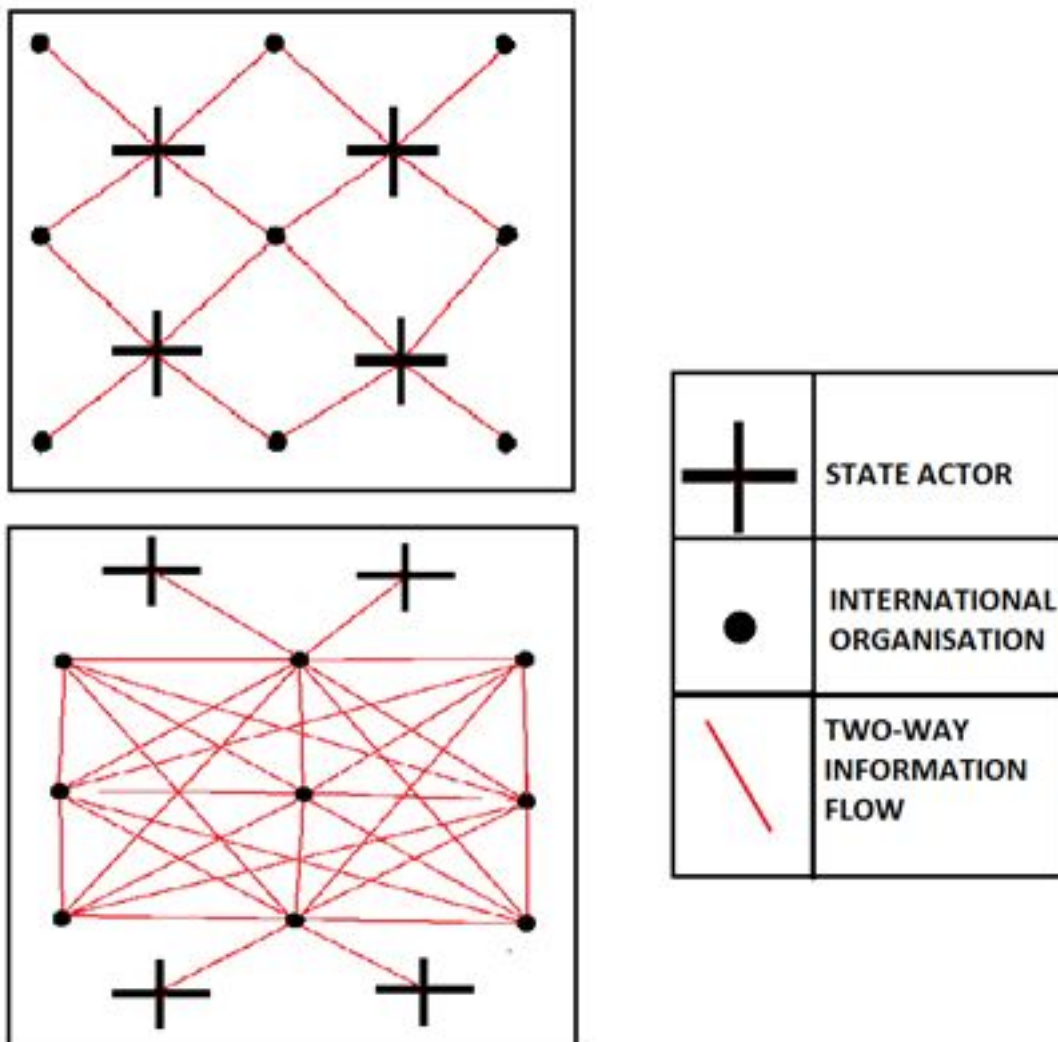 STATE ACTOR
INTERNATIONAL
ORGANISATION
TWO-WAY
INFORMATION
FLOW